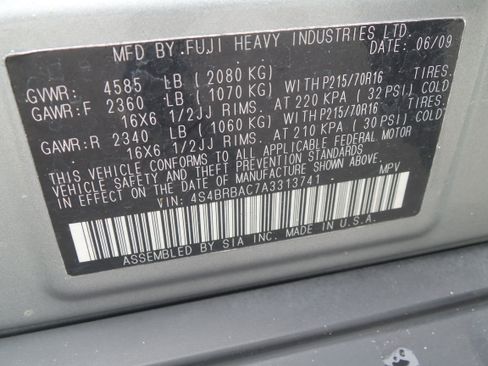 MFD BY FUJI HEAVY INDUSTRIES LTD.
DATE: 06/09
GVWR: 4585 LB ( 2080 KG)
GAWR:F 2360 LB ( 1070 KG) WITH P215/70R16 TIRES.
16X6 1/2JJ RIMS. AT 220 KPA ( 32 PSI) COLD
GAWR:R 2340 LB ( 1060 KG) WITH P215/70R16 TIRES.
16X6 1/2JJ RIMS. AT 210 KPA ( 30 PSI) COLD
THIS VEHICLE CONFORMS TO ALL APPLICABLE FEDERAL MOTOR
VEHICLE SAFETY AND THEFT PREVENTION STANDARDS
IN EFFECT ON THE DATE OF MANUFACTURE SHOWN ABOVE.
VIN: 4S4BRBAC7A3313741 MPV
ASSEMBLED BY SIA INC. MADE IN U.S.A.